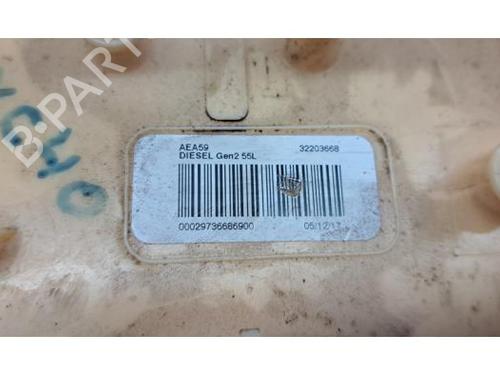 B-PARTS
AEA59 32203668
DIESEL Gen2 55L
00029736686900 05/12/17